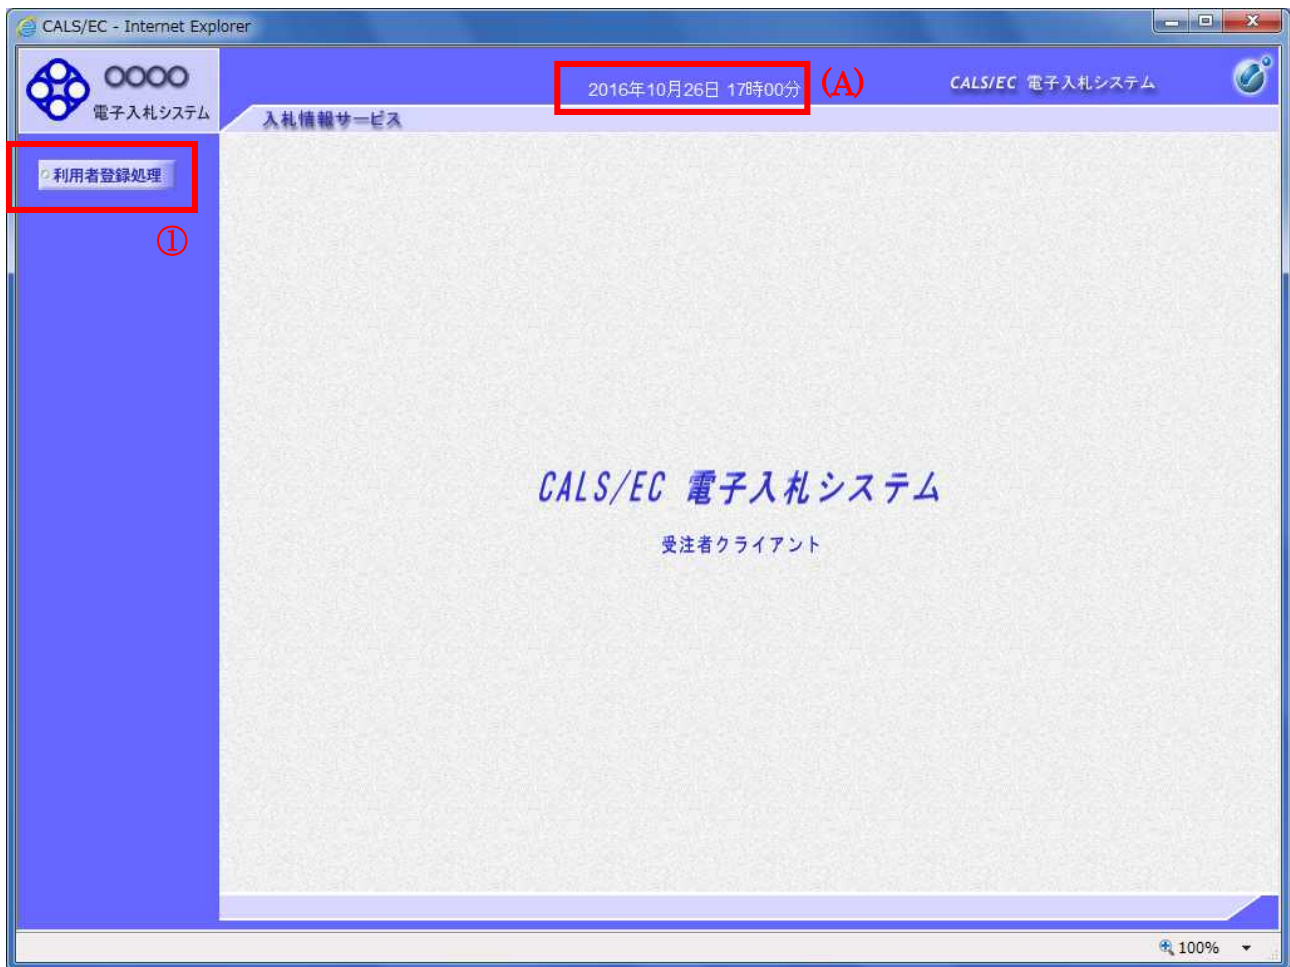 CALS/EC - Internet Explorer
○○○○
電子入札システム
2016年10月26日 17時00分
(A)
CALS/EC 電子入札システム
入札情報サービス
利用者登録処理
①
CALS/EC 電子入札システム
受注者クライアント
100%